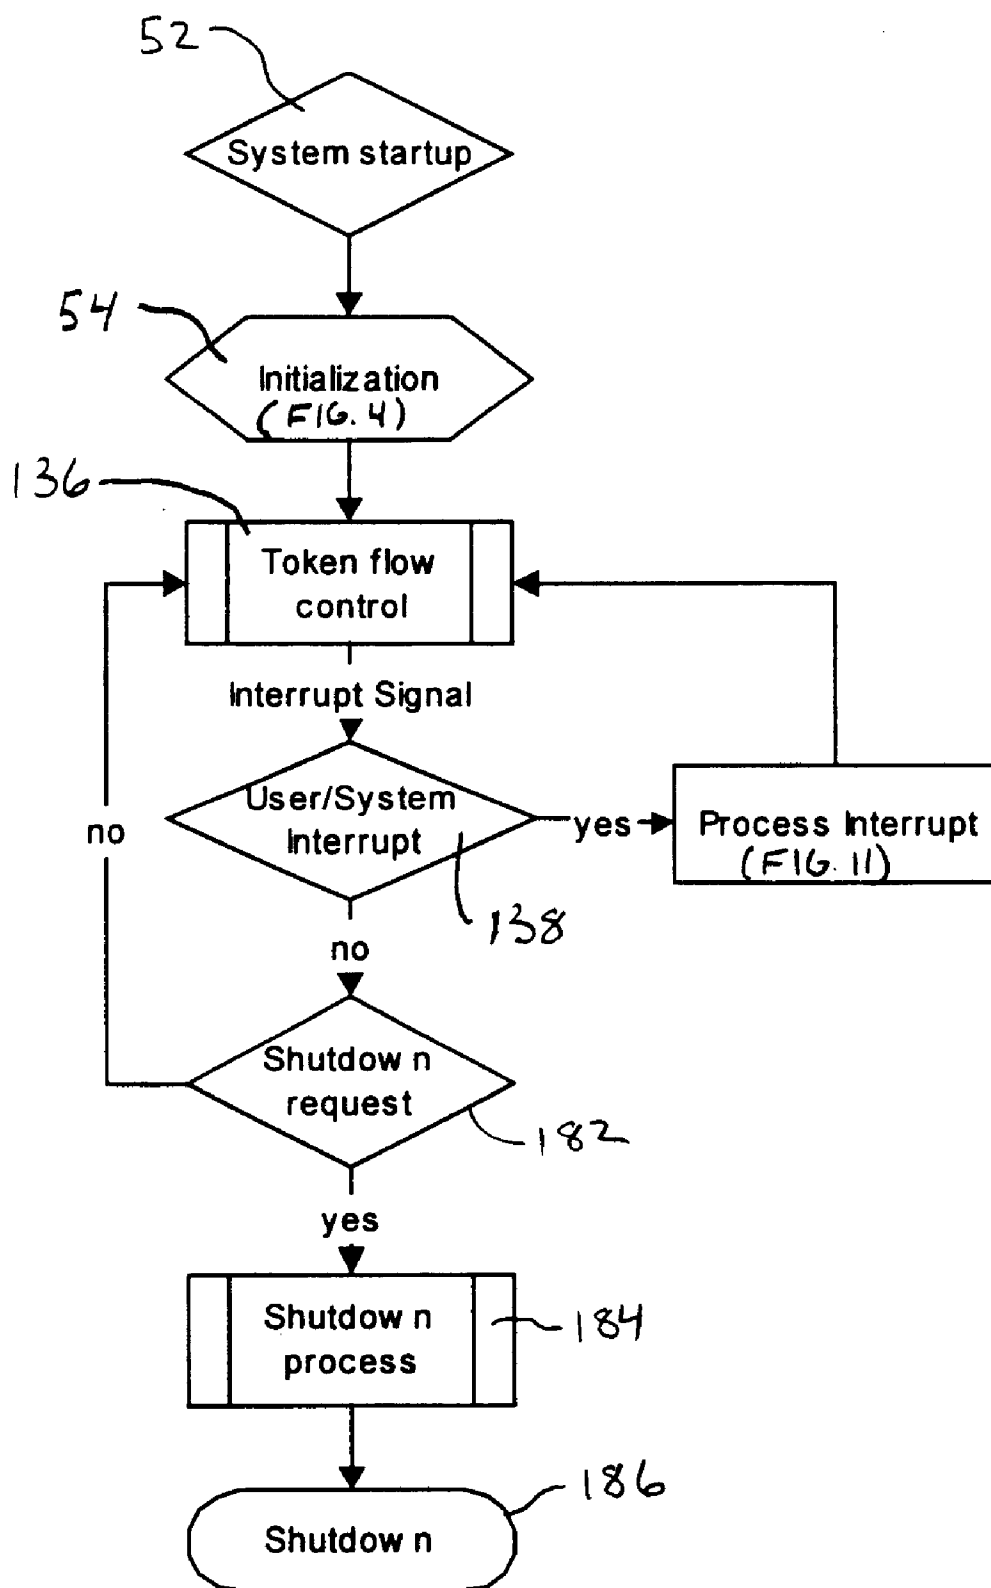 52
System startup
54
Initialization
(FIG. 4)
136
Token flow
control
Interrupt Signal
User/System
Interrupt
yes
Process Interrupt
(FIG. 11)
no
138
no
Shutdow n
request
182
yes
Shutdow n
process
184
186
Shutdow n